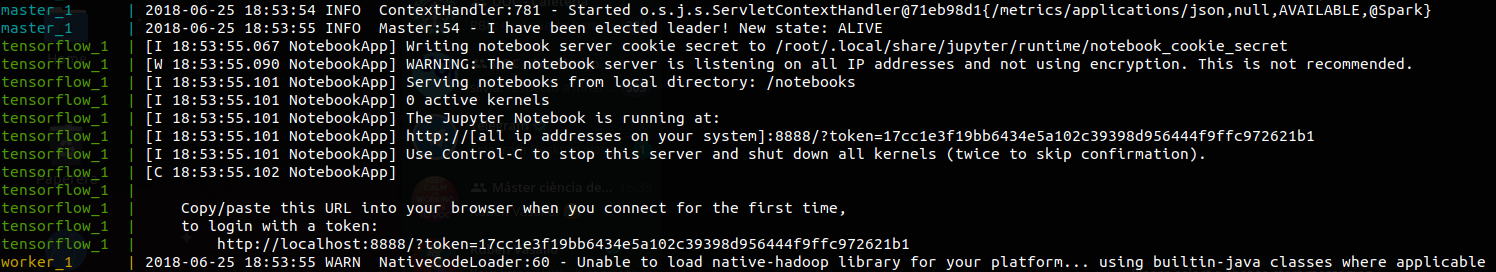 master_1      | 2018-06-25 18:53:54 INFO  ContextHandler:781 - Started o.s.j.s.ServletContextHandler@71eb98d1{/metrics/applications/json,null,AVAILABLE,@Spark}
master_1      | 2018-06-25 18:53:55 INFO  Master:54 - I have been elected leader! New state: ALIVE
tensorflow_1  | [I 18:53:55.067 NotebookApp] Writing notebook server cookie secret to /root/.local/share/jupyter/runtime/notebook_cookie_secret
tensorflow_1  | [W 18:53:55.090 NotebookApp] WARNING: The notebook server is listening on all IP addresses and not using encryption. This is not recommended.
tensorflow_1  | [I 18:53:55.101 NotebookApp] Serving notebooks from local directory: /notebooks
tensorflow_1  | [I 18:53:55.101 NotebookApp] 0 active kernels
tensorflow_1  | [I 18:53:55.101 NotebookApp] The Jupyter Notebook is running at:
tensorflow_1  | [I 18:53:55.101 NotebookApp] http://[all ip addresses on your system]:8888/?token=17cc1e3f19bb6434e5a102c39398d956444f9ffc972621b1
tensorflow_1  | [I 18:53:55.101 NotebookApp] Use Control-C to stop this server and shut down all kernels (twice to skip confirmation).
tensorflow_1  | [C 18:53:55.102 NotebookApp]
Máster ciència de...
tensorflow_1  |
tensorflow_1  |     Copy/paste this URL into your browser when you connect for the first time,
tensorflow_1  |     to login with a token:
tensorflow_1  |         http://localhost:8888/?token=17cc1e3f19bb6434e5a102c39398d956444f9ffc972621b1
worker_1      | 2018-06-25 18:53:55 WARN  NativeCodeLoader:60 - Unable to load native-hadoop library for your platform... using builtin-java classes where applicable